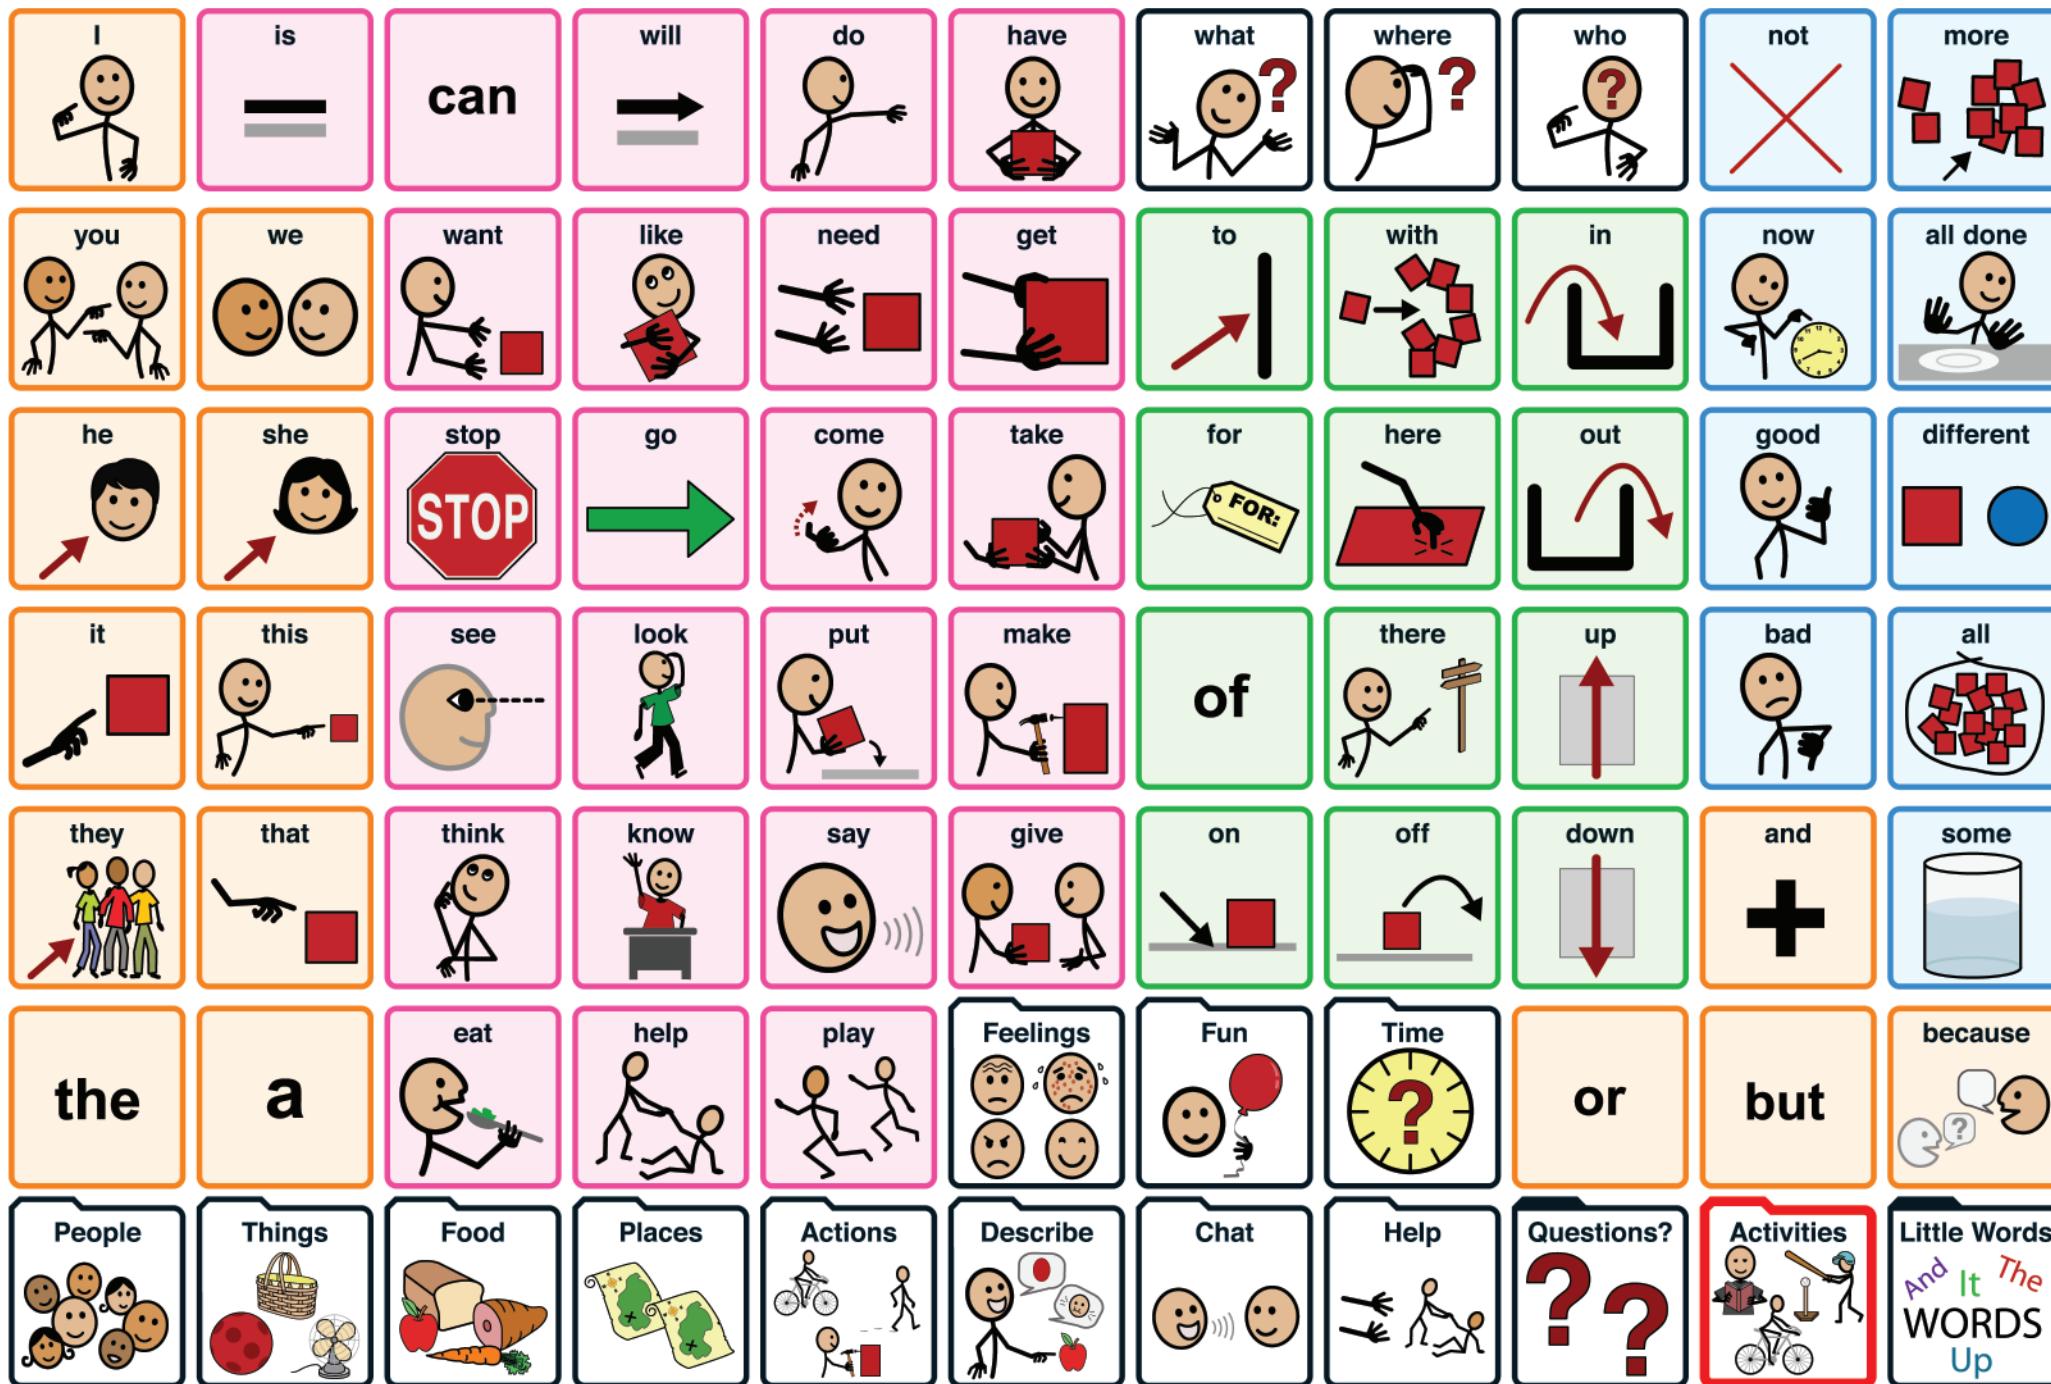 I
is
can
will
do
have
what
where
who
not
more
you
we
want
like
need
get
to
with
in
now
all done
he
she
stop
STOP
go
come
take
for
FOR:
here
out
good
different
it
this
see
look
put
make
of
there
up
bad
all
they
that
think
know
say
give
on
off
down
and
some
the
a
eat
help
play
Feelings
Fun
Time
or
but
because
People
Things
Food
Places
Actions
Describe
Chat
Help
Questions?
Activities
Little Words
And
It
The
WORDS
Up